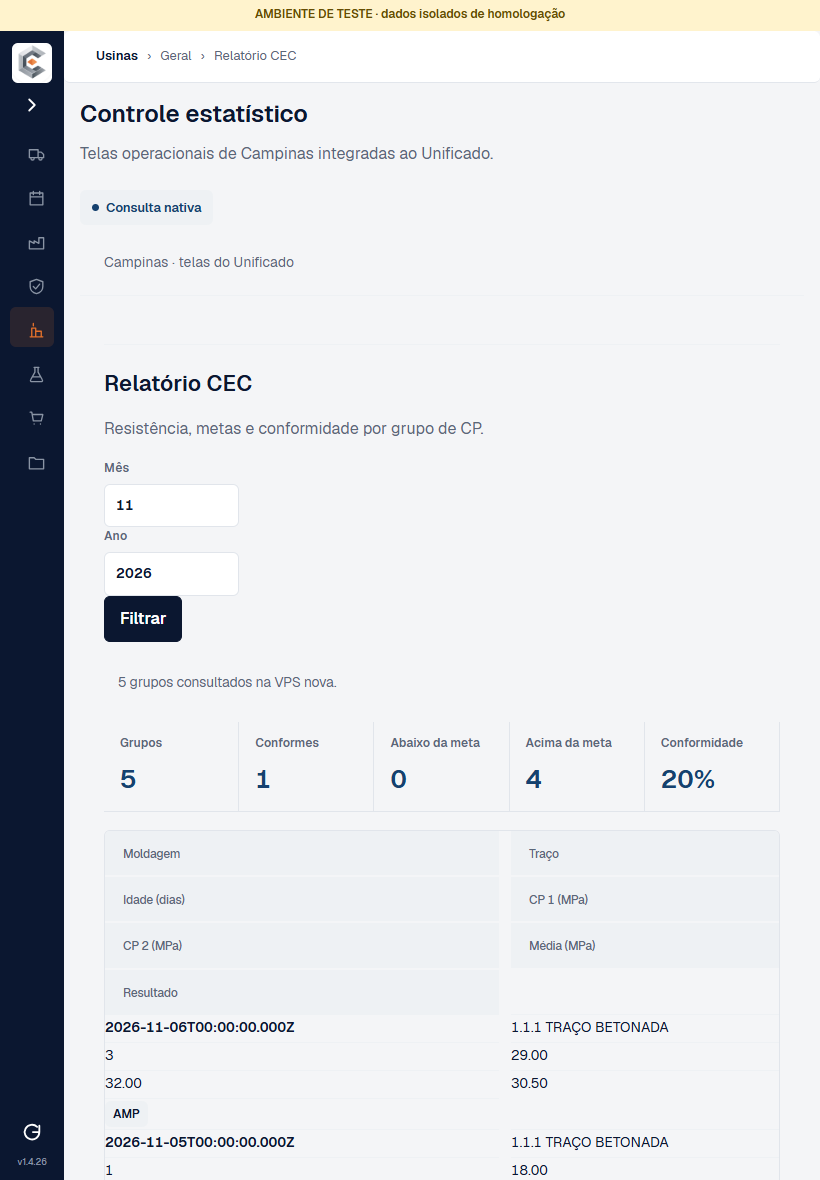 AMBIENTE DE TESTE · dados isolados de homologação
Usinas › Geral › Relatório CEC
Controle estatístico
Telas operacionais de Campinas integradas ao Unificado.
Consulta nativa
Campinas · telas do Unificado
Relatório CEC
Resistência, metas e conformidade por grupo de CP.
Mês
11
Ano
2026
Filtrar
5 grupos consultados na VPS nova.
Grupos Conformes Abaixo da meta Acima da meta Conformidade
5 1 0 4 20%
Moldagem Traço
Idade (dias) CP 1 (MPa)
CP 2 (MPa) Média (MPa)
Resultado
2026-11-06T00:00:00.000Z 1.1.1 TRAÇO BETONADA
3 29.00
32.00 30.50
AMP
2026-11-05T00:00:00.000Z 1.1.1 TRAÇO BETONADA
1 18.00
v1.4.26